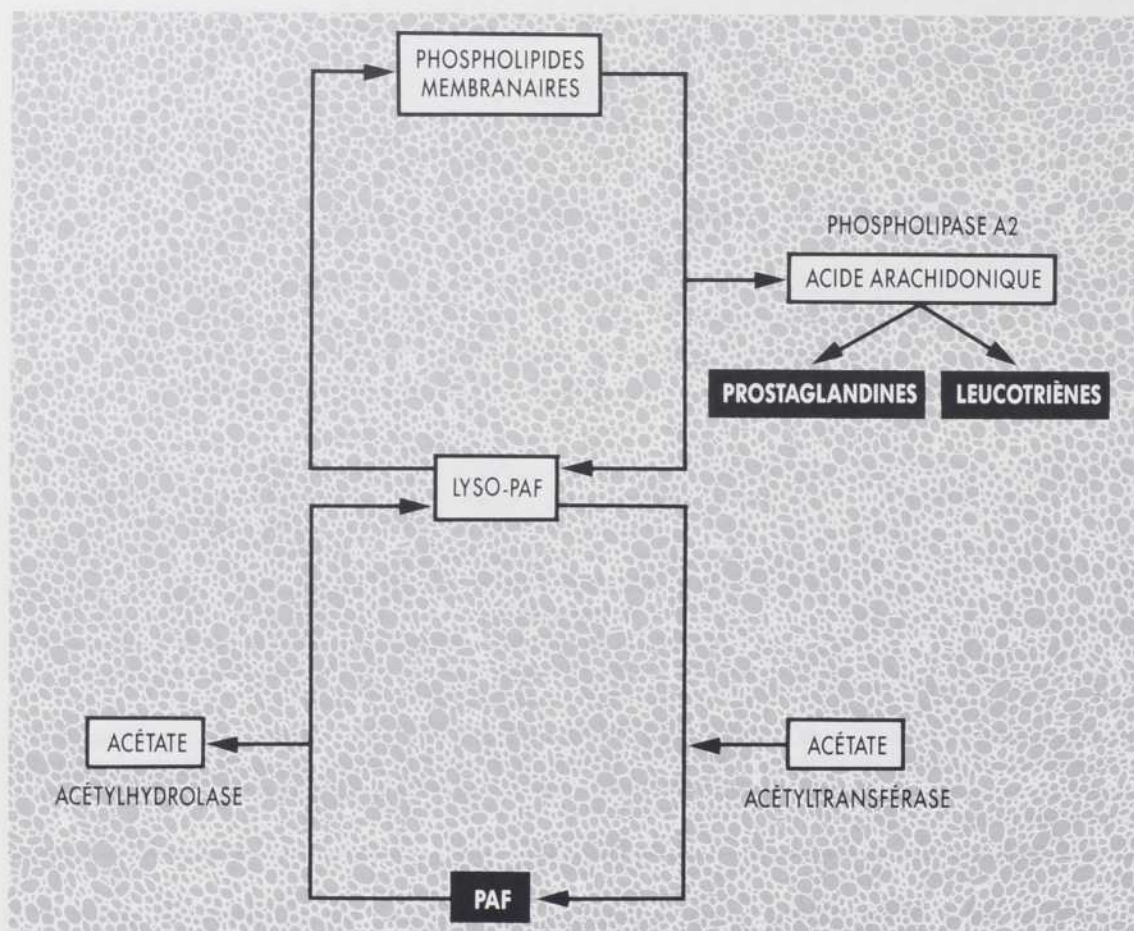 PHOSPHOLIPIDES
MEMBRANAIRES
PHOSPHOLIPASE A2
ACIDE ARACHIDONIQUE
PROSTAGLANDINES
LEUCOTRIÈNES
LYSO-PAF
ACÉTATE
ACÉTYLHYDROLASE
ACÉTATE
ACÉTYLTRANSFÉRASE
PAF